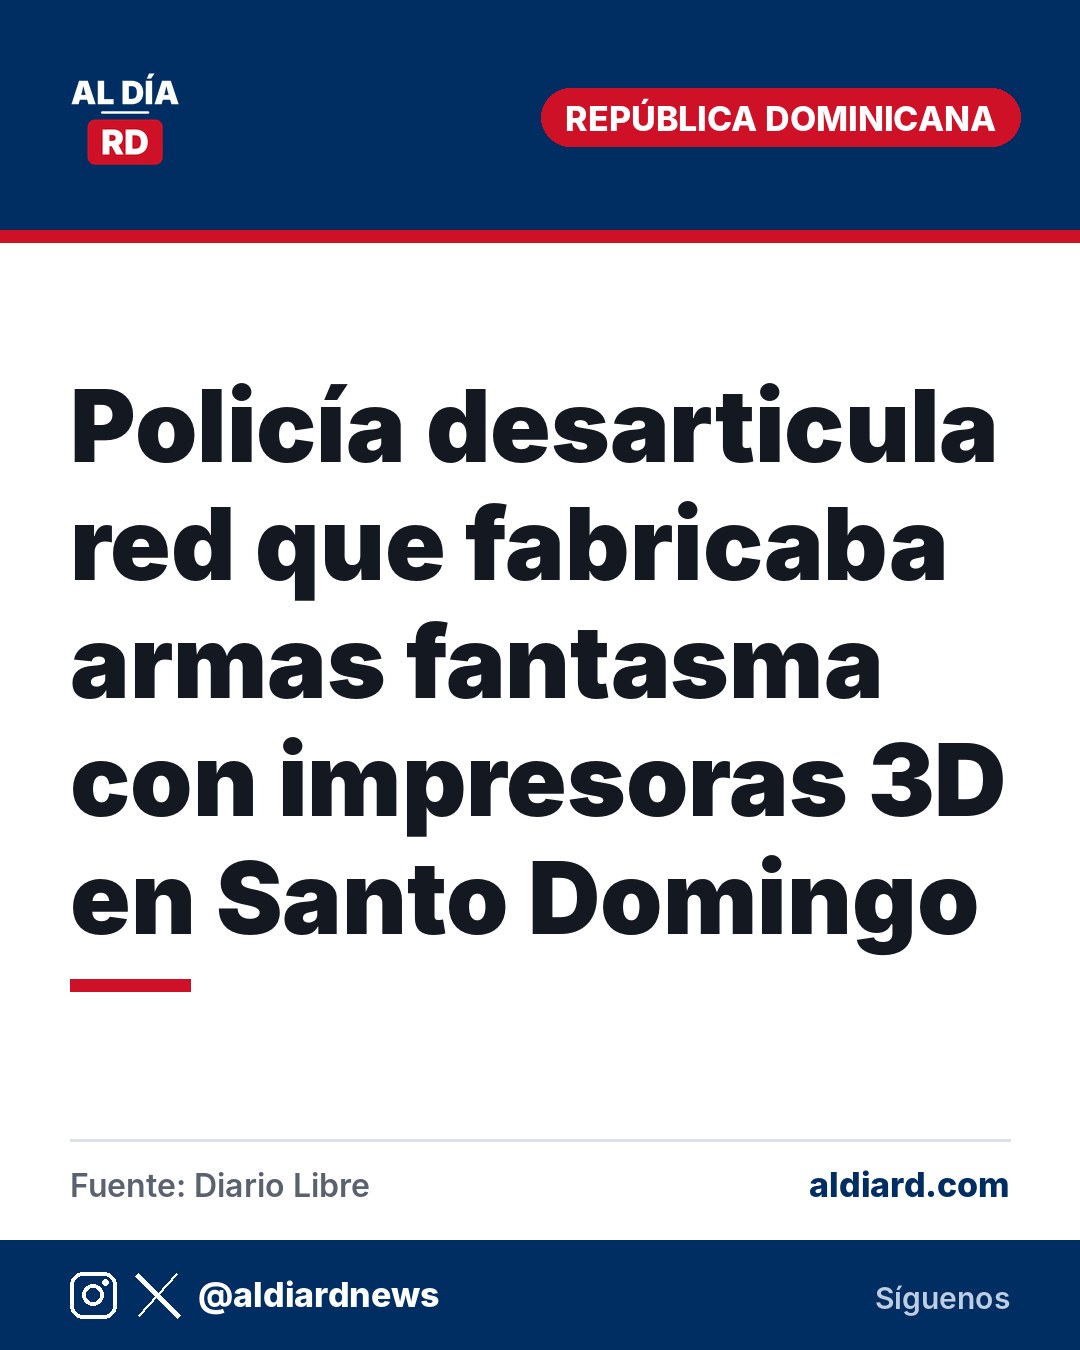 AL DÍA
RD
REPÚBLICA DOMINICANA
Policía desarticula
red que fabricaba
armas fantasma
con impresoras 3D
en Santo Domingo
Fuente: Diario Libre
aldiard.com
@aldiardnews
Síguenos